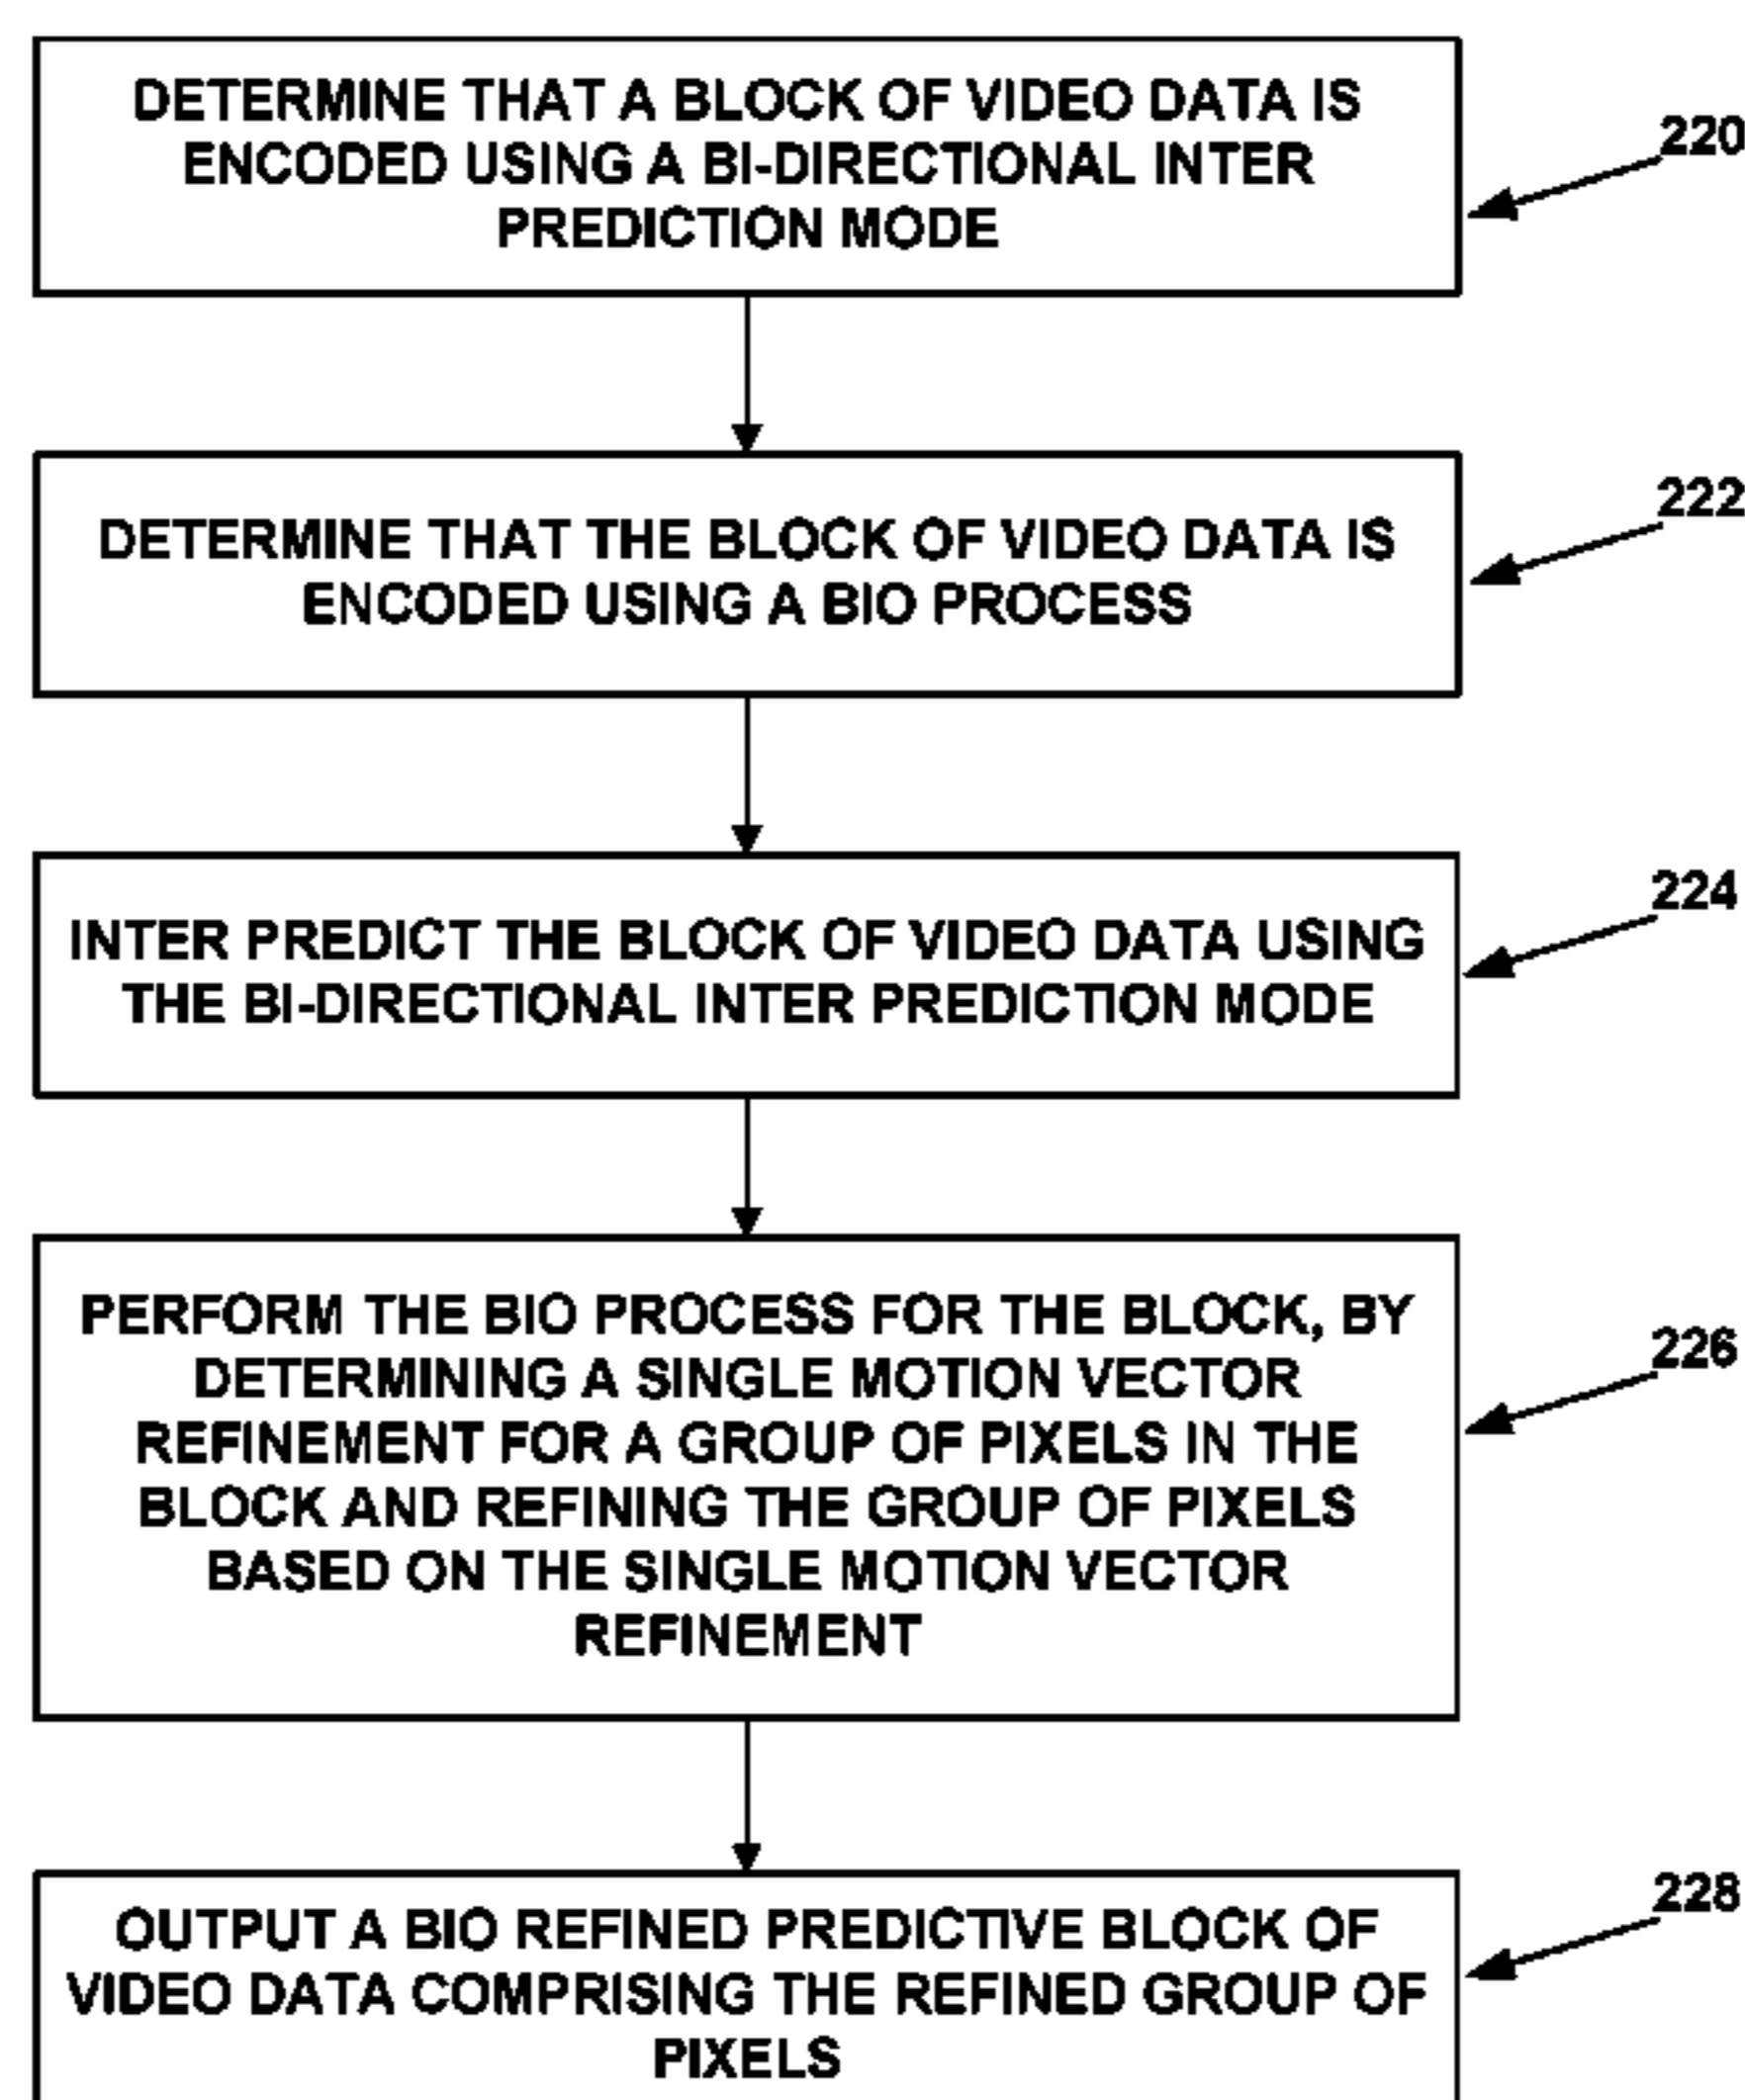 DETERMINE THAT A BLOCK OF VIDEO DATA IS
ENCODED USING A BI-DIRECTIONAL INTER
PREDICTION MODE
220
DETERMINE THAT THE BLOCK OF VIDEO DATA IS
ENCODED USING A BIO PROCESS
222
INTER PREDICT THE BLOCK OF VIDEO DATA USING
THE BI-DIRECTIONAL INTER PREDICTION MODE
224
PERFORM THE BIO PROCESS FOR THE BLOCK, BY
DETERMINING A SINGLE MOTION VECTOR
REFINEMENT FOR A GROUP OF PIXELS IN THE
BLOCK AND REFINING THE GROUP OF PIXELS
BASED ON THE SINGLE MOTION VECTOR
REFINEMENT
226
OUTPUT A BIO REFINED PREDICTIVE BLOCK OF
VIDEO DATA COMPRISING THE REFINED GROUP OF
PIXELS
228